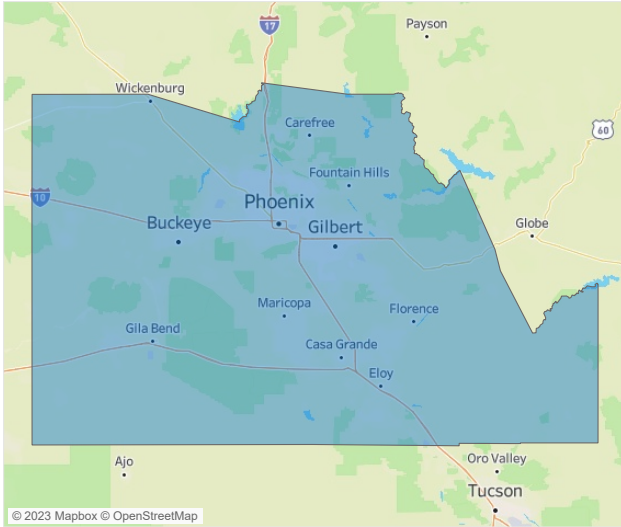 17
Payson
Wickenburg
60
Carefree
Fountain Hills
10
Phoenix
Buckeye
Gilbert
Globe
Maricopa
Florence
Gila Bend
Casa Grande
Eloy
Ajo
Oro Valley
Tucson
© 2023 Mapbox © OpenStreetMap